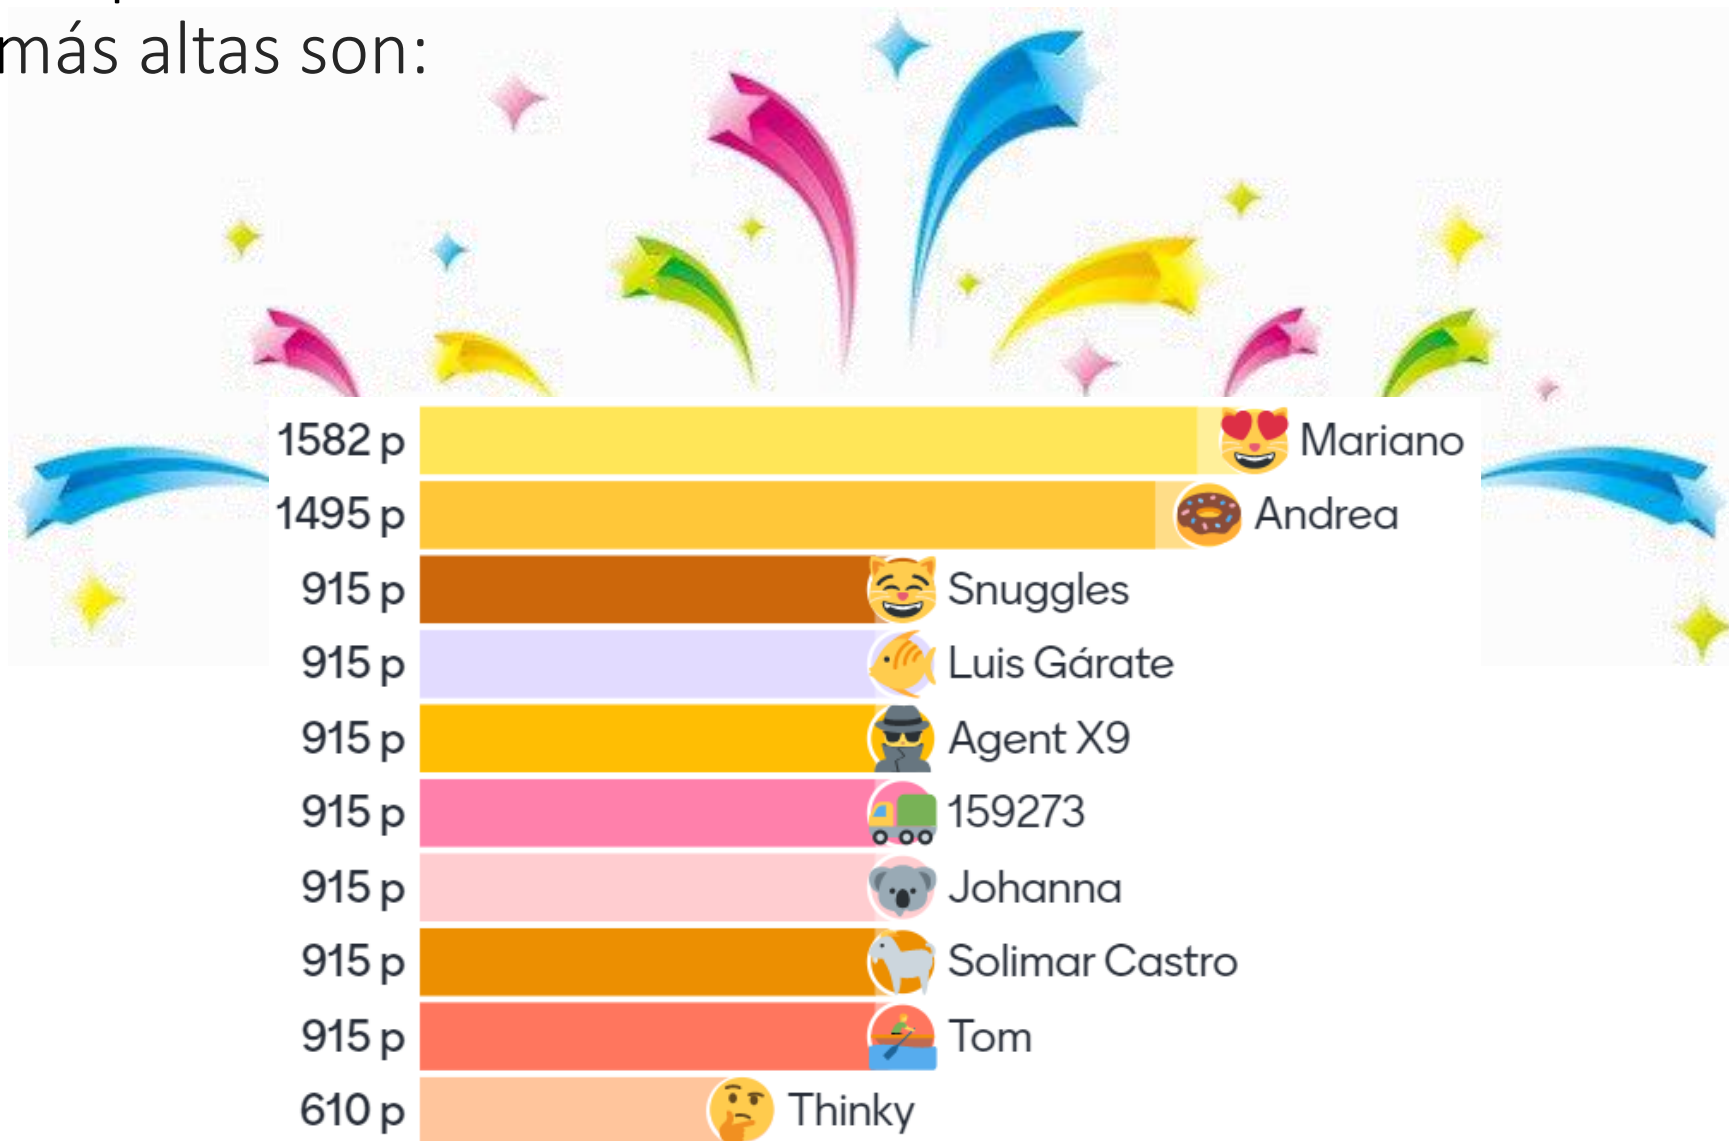 más altas son:
1582 p Mariano
1495 p Andrea
915 p Snuggles
915 p Luis Gárate
915 p Agent X9
915 p 159273
915 p Johanna
915 p Solimar Castro
915 p Tom
610 p Thinky